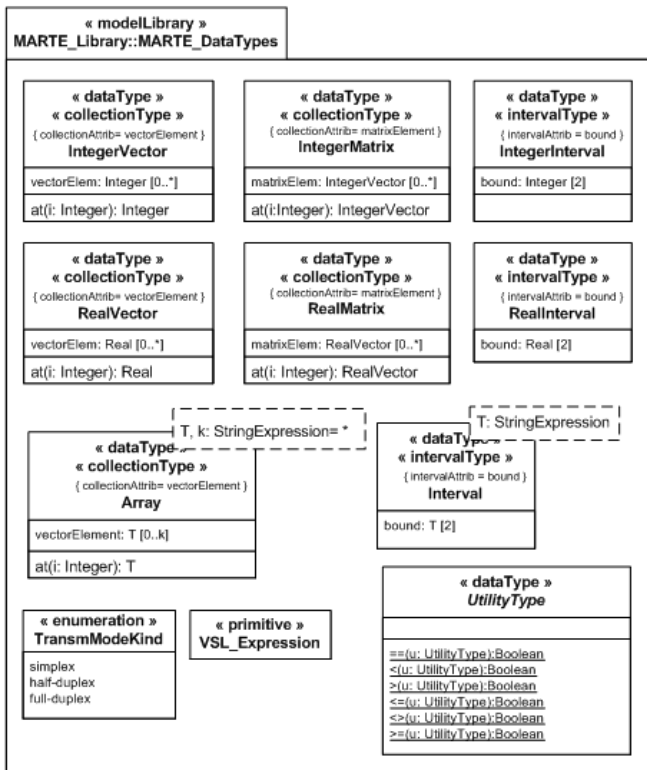 « modelLibrary »
MARTE_Library::MARTE_DataTypes
« dataType »
« collectionType »
{ collectionAttrib= vectorElement }
IntegerVector
vectorElem: Integer [0..*]
at(i: Integer): Integer
« dataType »
« collectionType »
{ collectionAttrib= matrixElement}
IntegerMatrix
matrixElem: IntegerVector [0..*]
at(i:Integer): IntegerVector
« dataType »
« intervalType »
{ intervalAttrib = bound }
IntegerInterval
bound: Integer [2]
« dataType »
« collectionType »
{ collectionAttrib= vectorElement }
RealVector
vectorElem: Real [0..*]
at(i: Integer): Real
« dataType »
« collectionType »
{ collectionAttrib= matrixElement}
RealMatrix
matrixElem: RealVector [0..*]
at(i: Integer): RealVector
« dataType »
« intervalType »
{ intervalAttrib = bound }
RealInterval
bound: Real [2]
T, k: StringExpression= *
« dataType »
« collectionType »
{ collectionAttrib= vectorElement }
Array
vectorElement: T [0..k]
at(i: Integer): T
T: StringExpression
« dataType »
« intervalType »
{ intervalAttrib = bound }
Interval
bound: T [2]
« enumeration »
TransmModeKind
simplex
half-duplex
full-duplex
« primitive »
VSL_Expression
« dataType »
UtilityType
==(u: UtilityType):Boolean
<(u: UtilityType):Boolean
>(u: UtilityType):Boolean
<=(u: UtilityType):Boolean
<>(u: UtilityType):Boolean
>=(u: UtilityType):Boolean